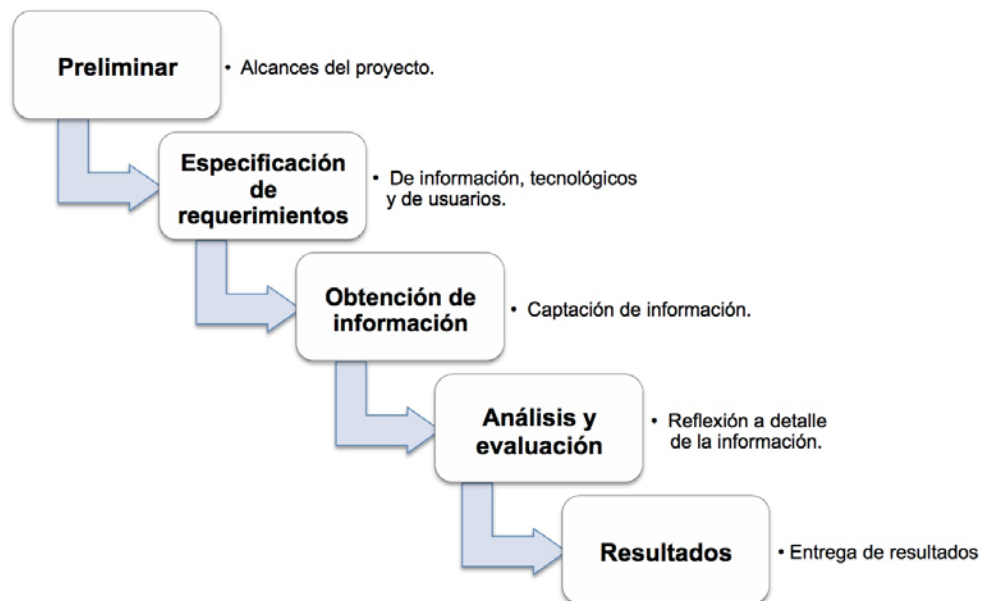 Preliminar
• Alcances del proyecto.
Especificación
de
requerimientos
• De información, tecnológicos
y de usuarios.
Obtención de
información
• Captación de información.
Análisis y
evaluación
• Reflexión a detalle
de la información.
Resultados
• Entrega de resultados